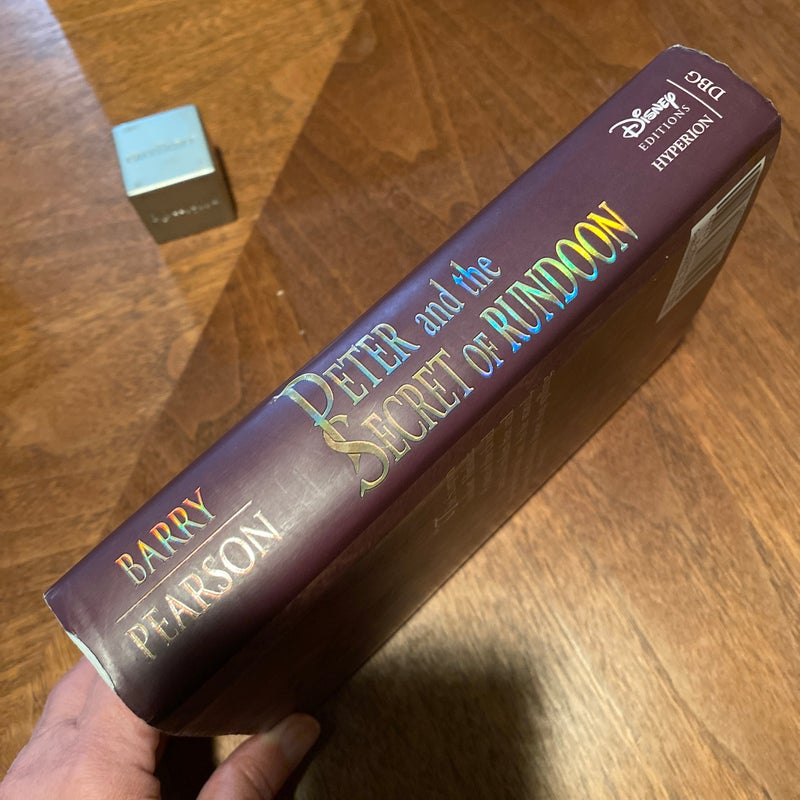 BARRY
PEARSON
PETER and the
SECRET OF RUNDOON
Disney
EDITIONS
HYPERION
DBG